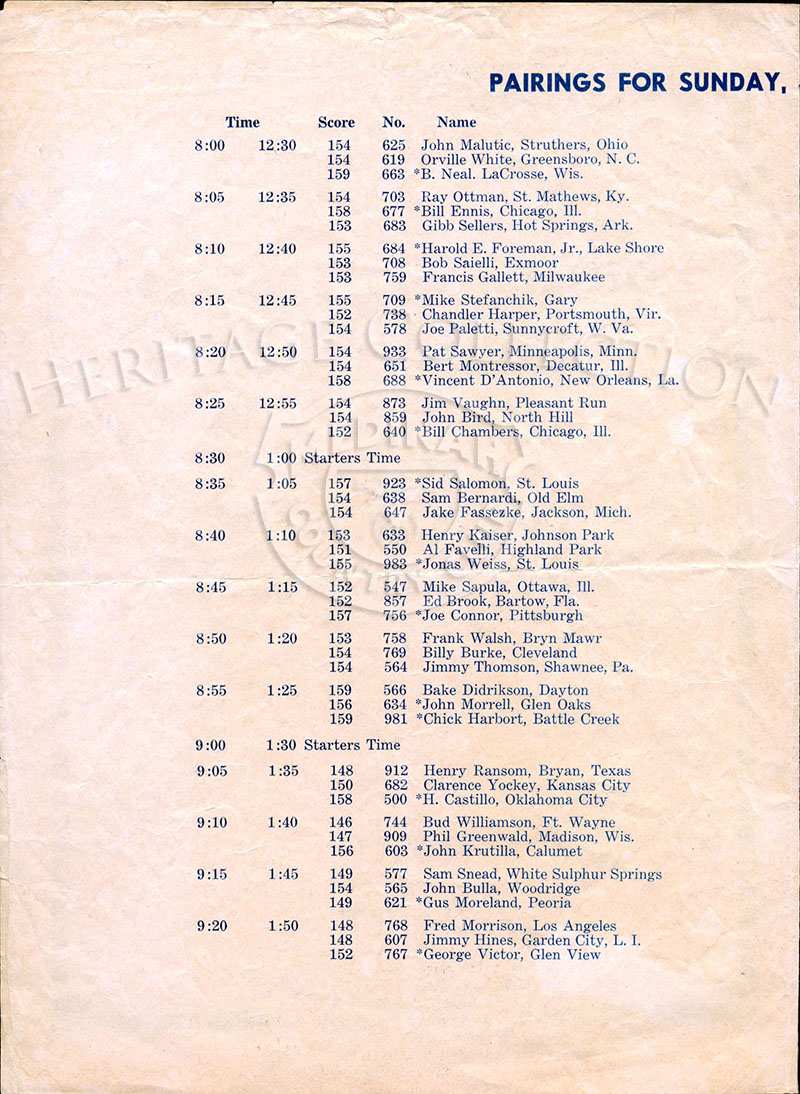 PAIRINGS FOR SUNDAY,
Time Score No. Name
8:00 12:30 154 625 John Malutic, Struthers, Ohio
154 619 Orville White, Greensboro, N. C.
159 663 *B. Neal. LaCrosse, Wis.
8:05 12:35 154 703 Ray Ottman, St. Mathews, Ky.
158 677 *Bill Ennis, Chicago, Ill.
153 683 Gibb Sellers, Hot Springs, Ark.
8:10 12:40 155 684 *Harold E. Foreman, Jr., Lake Shore
153 708 Bob Saielli, Exmoor
153 759 Francis Gallett, Milwaukee
8:15 12:45 155 709 *Mike Stefanchik, Gary
152 738 Chandler Harper, Portsmouth, Vir.
154 578 Joe Paletti, Sunnycroft, W. Va.
8:20 12:50 154 933 Pat Sawyer, Minneapolis, Minn.
154 651 Bert Montressor, Decatur, Ill.
158 688 *Vincent D'Antonio, New Orleans, La.
8:25 12:55 154 873 Jim Vaughn, Pleasant Run
154 859 John Bird, North Hill
152 640 *Bill Chambers, Chicago, Ill.
8:30 1:00 Starters Time
8:35 1:05 157 923 *Sid Salomon, St. Louis
154 638 Sam Bernardi, Old Elm
154 647 Jake Fassezke, Jackson, Mich.
8:40 1:10 153 633 Henry Kaiser, Johnson Park
151 550 Al Favelli, Highland Park
155 983 *Jonas Weiss, St. Louis
8:45 1:15 152 547 Mike Sapula, Ottawa, Ill.
152 857 Ed Brook, Bartow, Fla.
157 756 *Joe Connor, Pittsburgh
8:50 1:20 153 758 Frank Walsh, Bryn Mawr
154 769 Billy Burke, Cleveland
154 564 Jimmy Thomson, Shawnee, Pa.
8:55 1:25 159 566 Bake Didrikson, Dayton
156 634 *John Morrell, Glen Oaks
159 981 *Chick Harbort, Battle Creek
9:00 1:30 Starters Time
9:05 1:35 148 912 Henry Ransom, Bryan, Texas
150 682 Clarence Yockey, Kansas City
158 500 *H. Castillo, Oklahoma City
9:10 1:40 146 744 Bud Williamson, Ft. Wayne
147 909 Phil Greenwald, Madison, Wis.
156 603 *John Krutilla, Calumet
9:15 1:45 149 577 Sam Snead, White Sulphur Springs
154 565 John Bulla, Woodridge
149 621 *Gus Moreland, Peoria
9:20 1:50 148 768 Fred Morrison, Los Angeles
148 607 Jimmy Hines, Garden City, L. I.
152 767 *George Victor, Glen View
HERITAGE COLLECTION
MEDINAH
COUNTRY CLUB